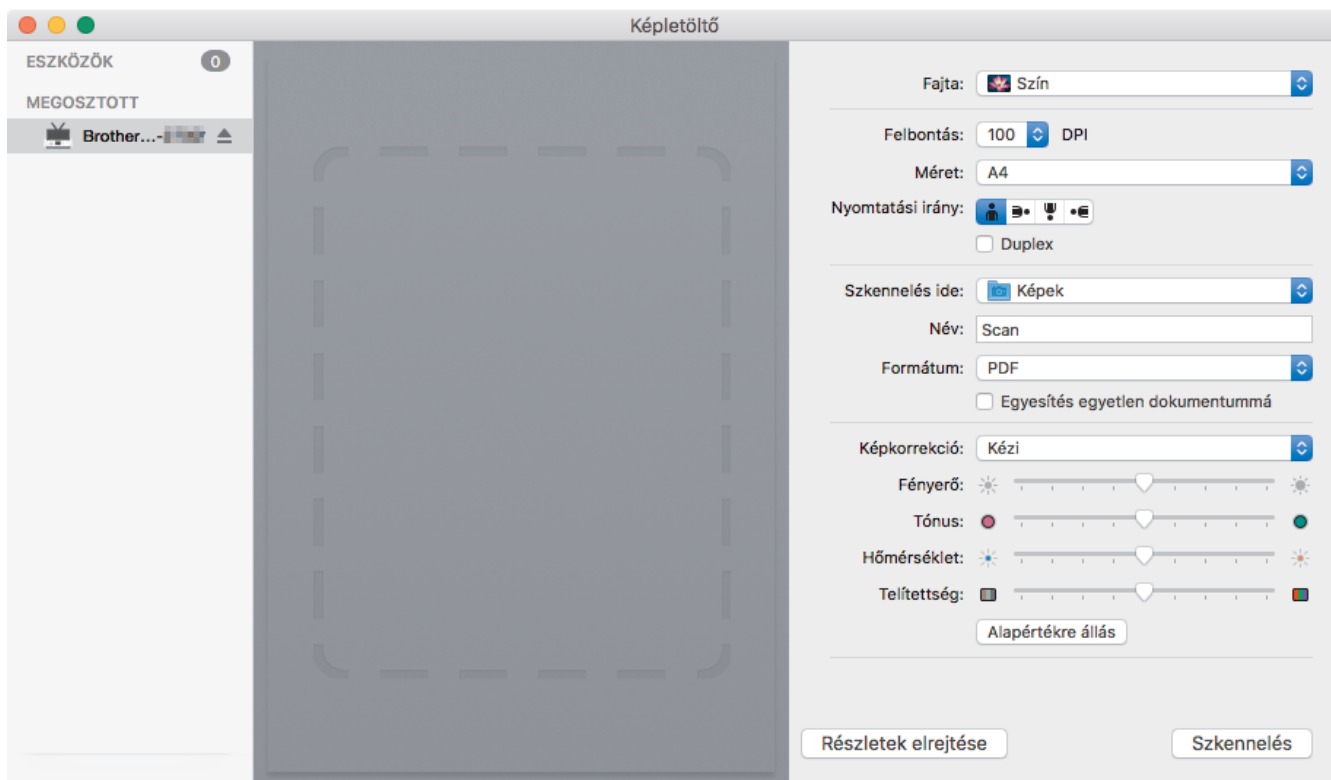 Képletöltő
ESZKÖZÖK 0
MEGOSZTOTT
Brother...-
Fajta: Szín
Felbontás: 100 DPI
Méret: A4
Nyomtatási irány:
Duplex
Szkennelés ide: Képek
Név: Scan
Formátum: PDF
Egyesítés egyetlen dokumentummá
Képkorrekció: Kézi
Fényerő:
Tónus:
Hőmérséklet:
Telítettség:
Alapértékre állás
Részletek elrejtése Szkennelés